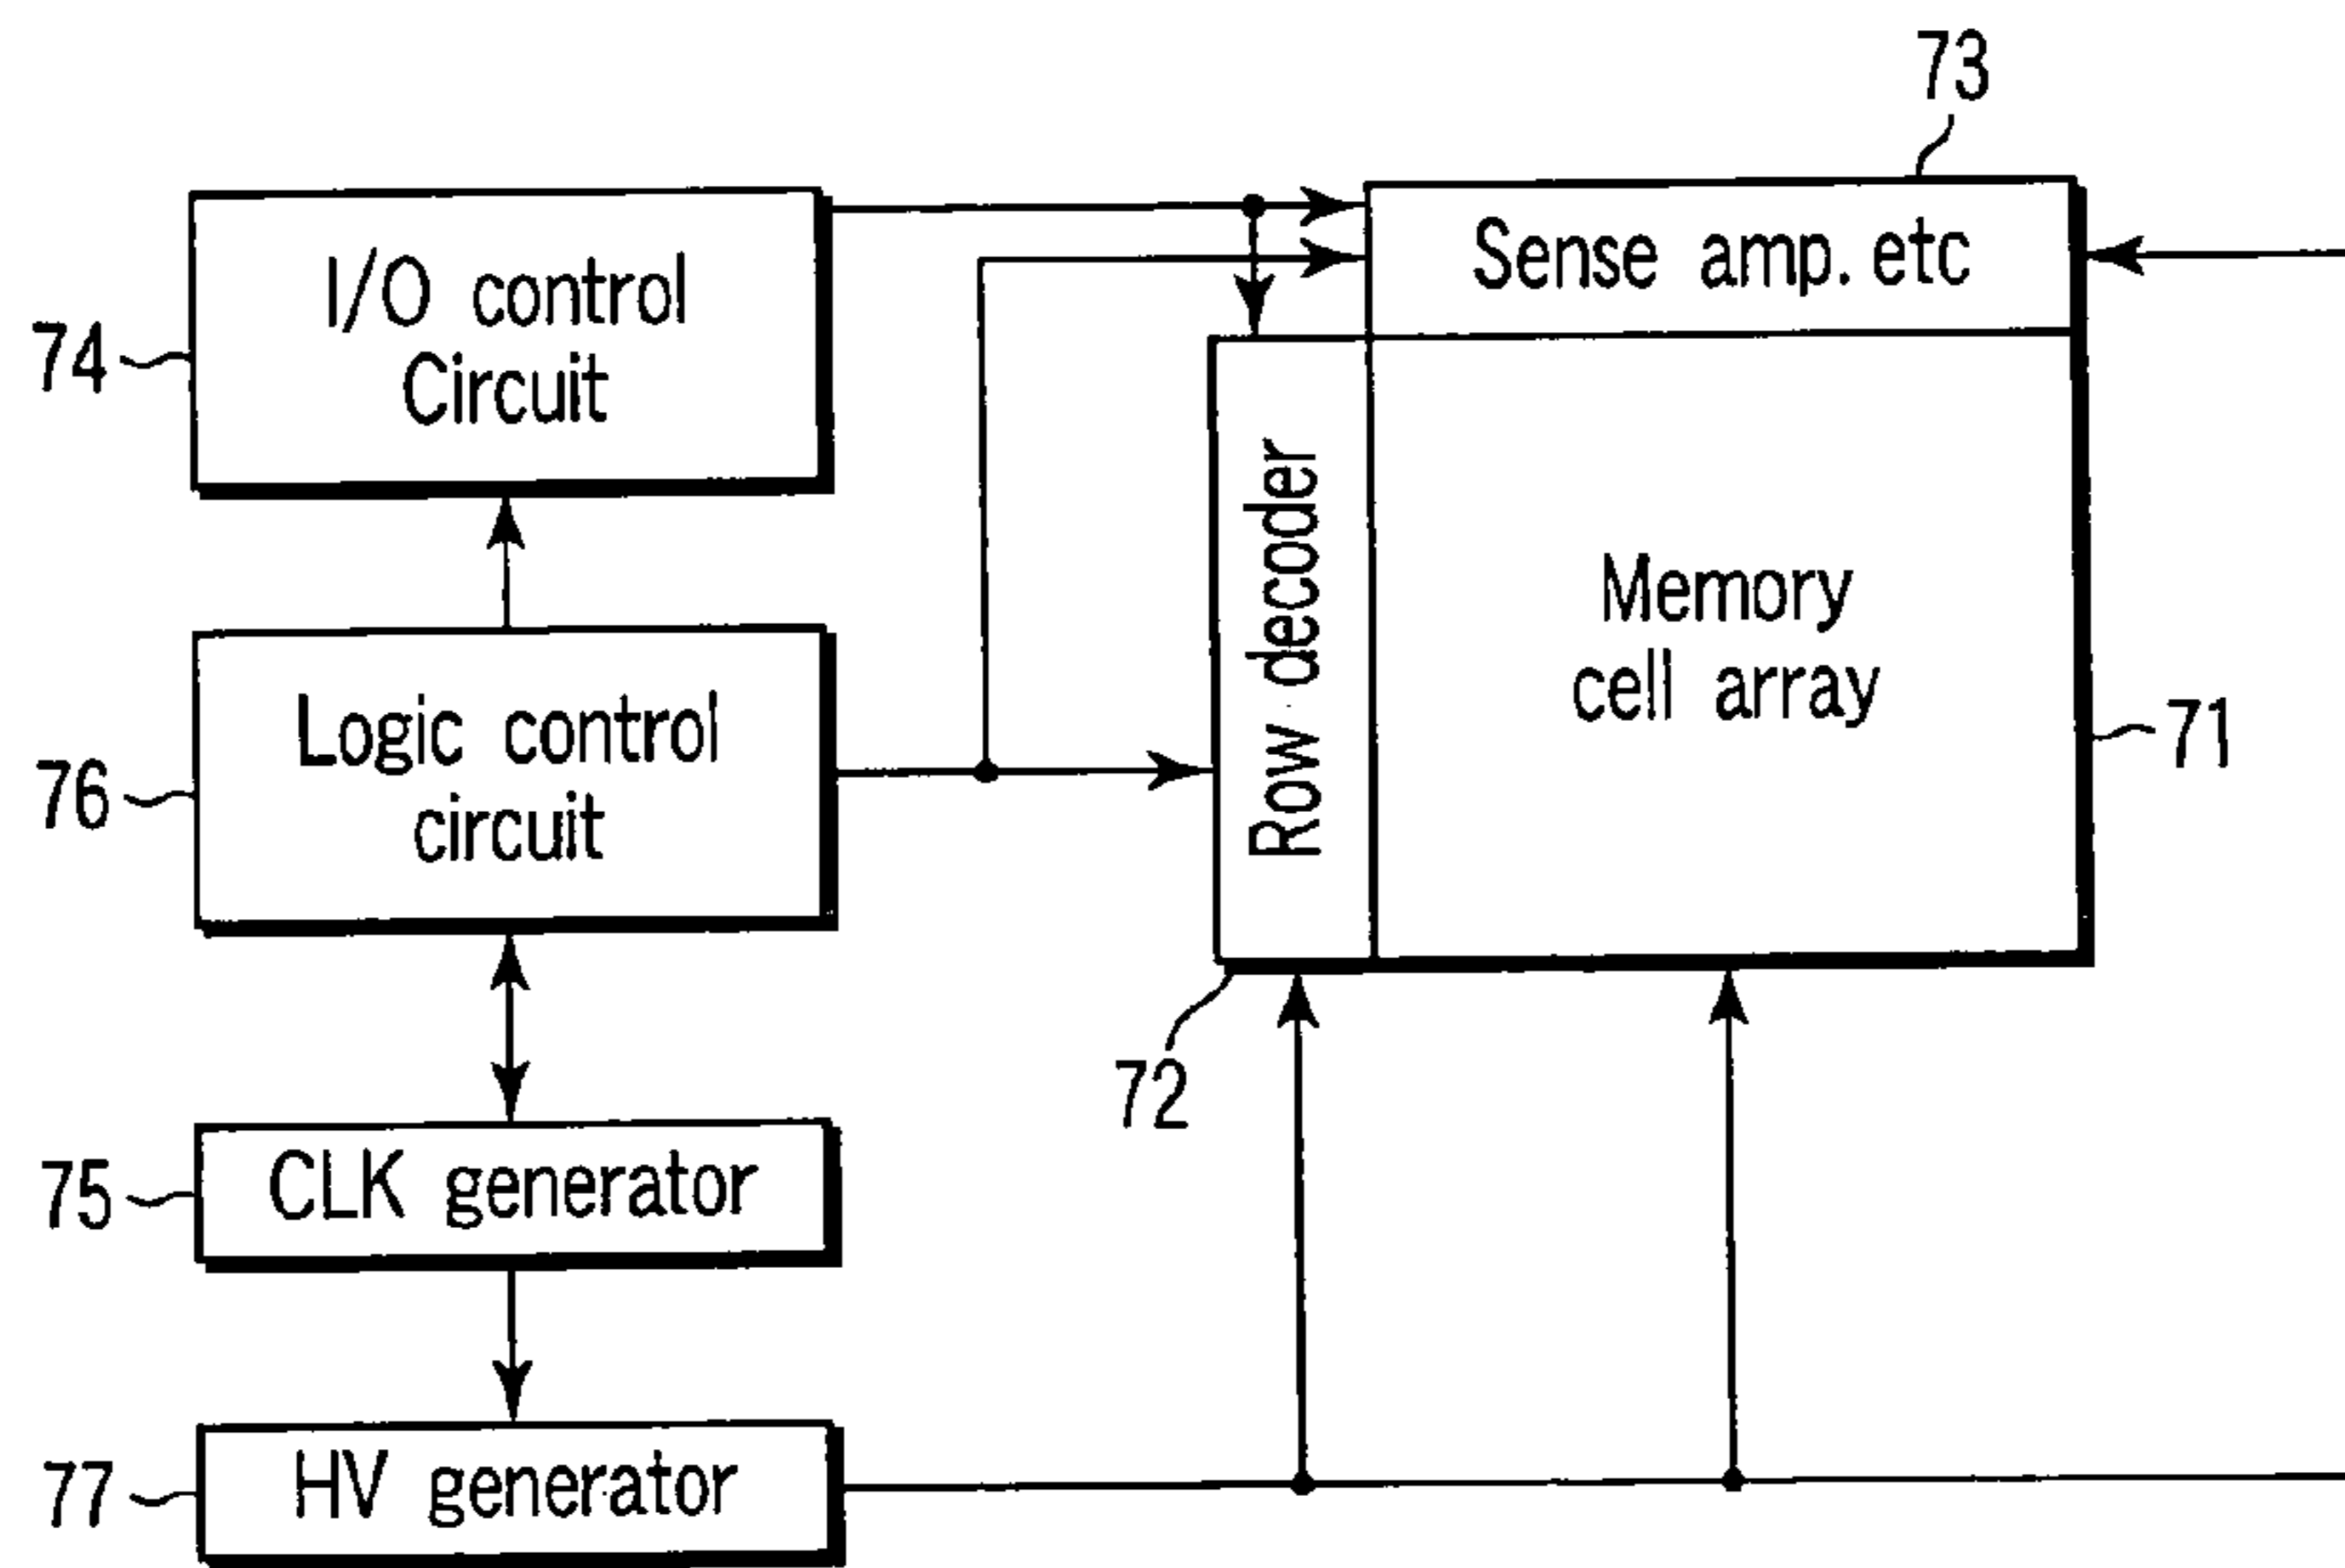 73
I/O control
Circuit
74
Sense amp. etc
Row decoder
Memory
cell array
71
Logic control
circuit
76
72
CLK generator
75
HV generator
77